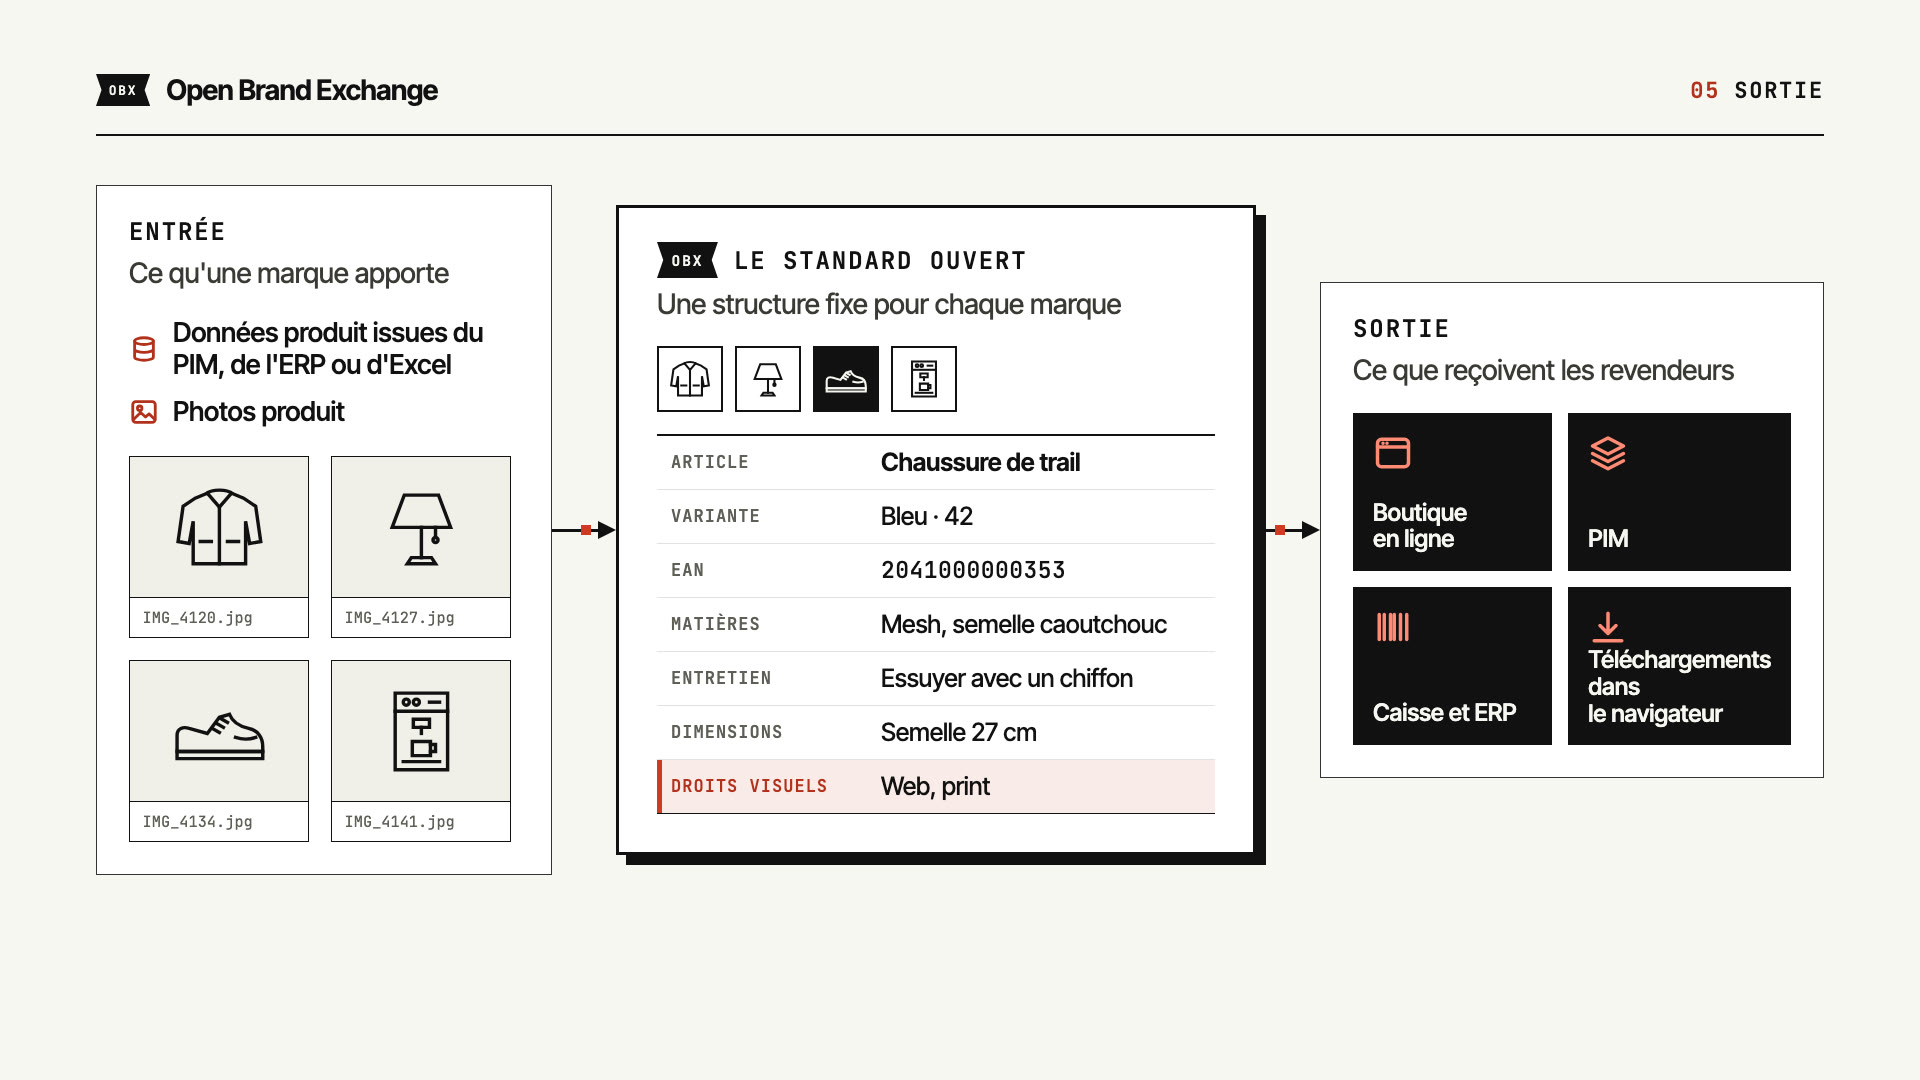 OBX Open Brand Exchange
05 SORTIE
ENTRÉE
Ce qu'une marque apporte
Données produit issues du
PIM, de l'ERP ou d'Excel
Photos produit
IMG_4120.jpg
IMG_4127.jpg
IMG_4134.jpg
IMG_4141.jpg
OBX LE STANDARD OUVERT
Une structure fixe pour chaque marque
ARTICLE Chaussure de trail
VARIANTE Bleu · 42
EAN 2041000000353
MATIÈRES Mesh, semelle caoutchouc
ENTRETIEN Essuyer avec un chiffon
DIMENSIONS Semelle 27 cm
DROITS VISUELS Web, print
SORTIE
Ce que reçoivent les revendeurs
Boutique
en ligne
PIM
Caisse et ERP
Téléchargements
dans
le navigateur